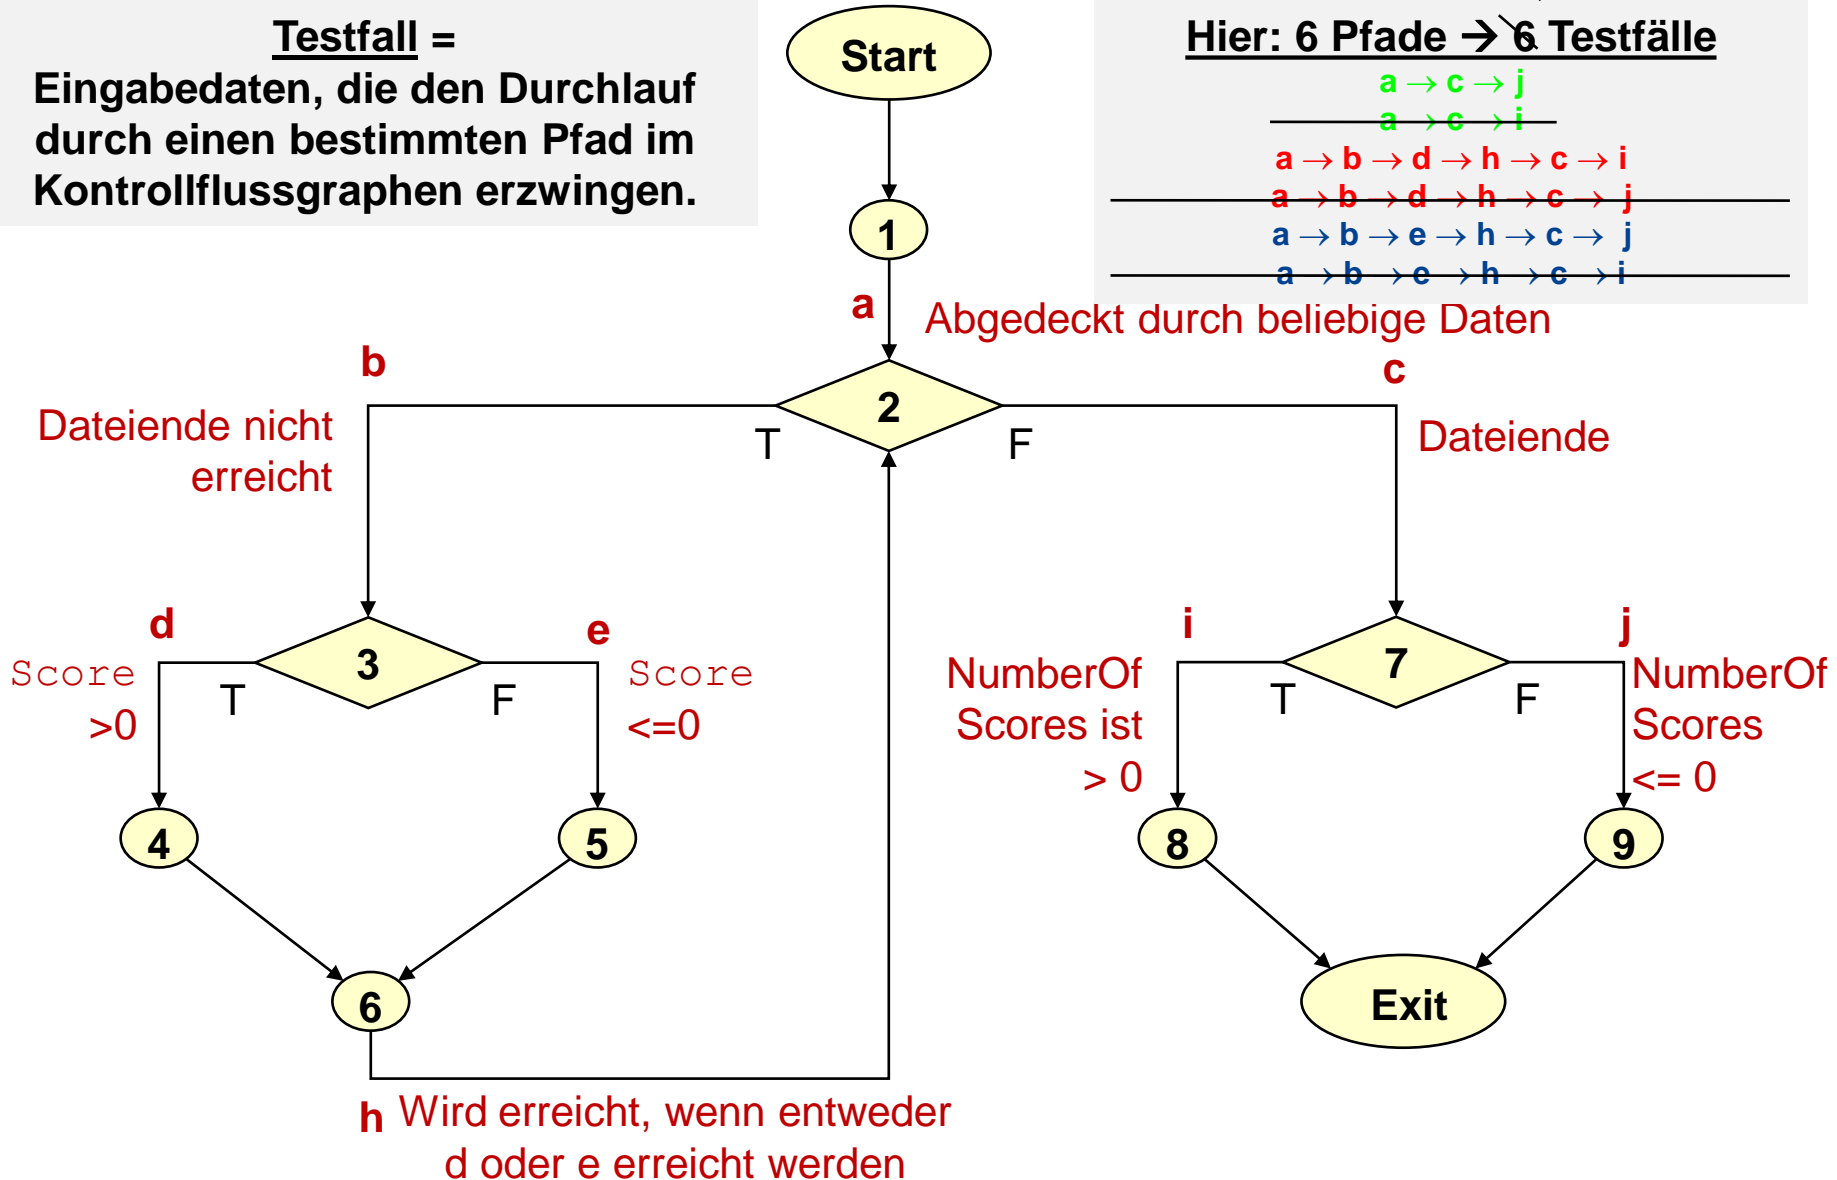 Testfall =
Eingabedaten, die den Durchlauf
durch einen bestimmten Pfad im
Kontrollflussgraphen erzwingen.
Start
Hier: 6 Pfade → 6 Testfälle
a → c → j
a → c → i
a → b → d → h → c → i
a → b → d → h → c → j
a → b → e → h → c → j
a → b → e → h → c → i
1
a
Abgedeckt durch beliebige Daten
b
c
2
T
F
Dateiende nicht
erreicht
Dateiende
d
e
3
T
F
Score
>0
Score
<=0
i
j
7
T
F
NumberOf
Scores ist
> 0
NumberOf
Scores
<= 0
4
5
8
9
6
Exit
h Wird erreicht, wenn entweder
d oder e erreicht werden